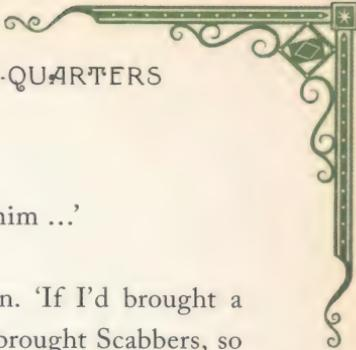 -QUARTERS
him …’
n. ‘If I’d brought a
brought Scabbers, so